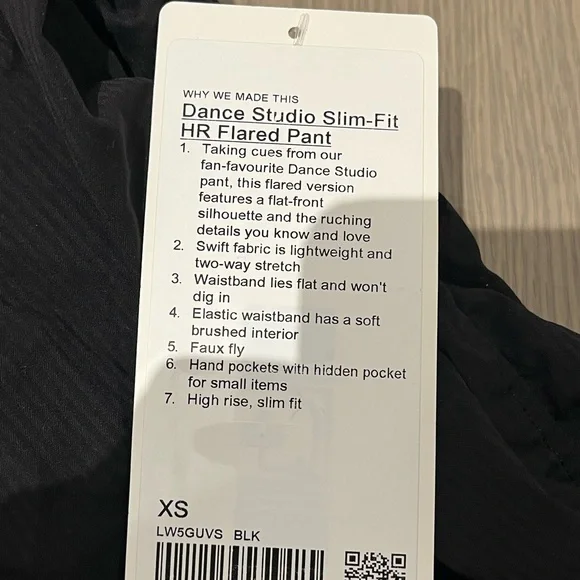 WHY WE MADE THIS
Dance Studio Slim-Fit
HR Flared Pant
1. Taking cues from our
fan-favourite Dance Studio
pant, this flared version
features a flat-front
silhouette and the ruching
details you know and love
2. Swift fabric is lightweight and
two-way stretch
3. Waistband lies flat and won't
dig in
4. Elastic waistband has a soft
brushed interior
5. Faux fly
6. Hand pockets with hidden pocket
for small items
7. High rise, slim fit
XS
LW5GUVS BLK